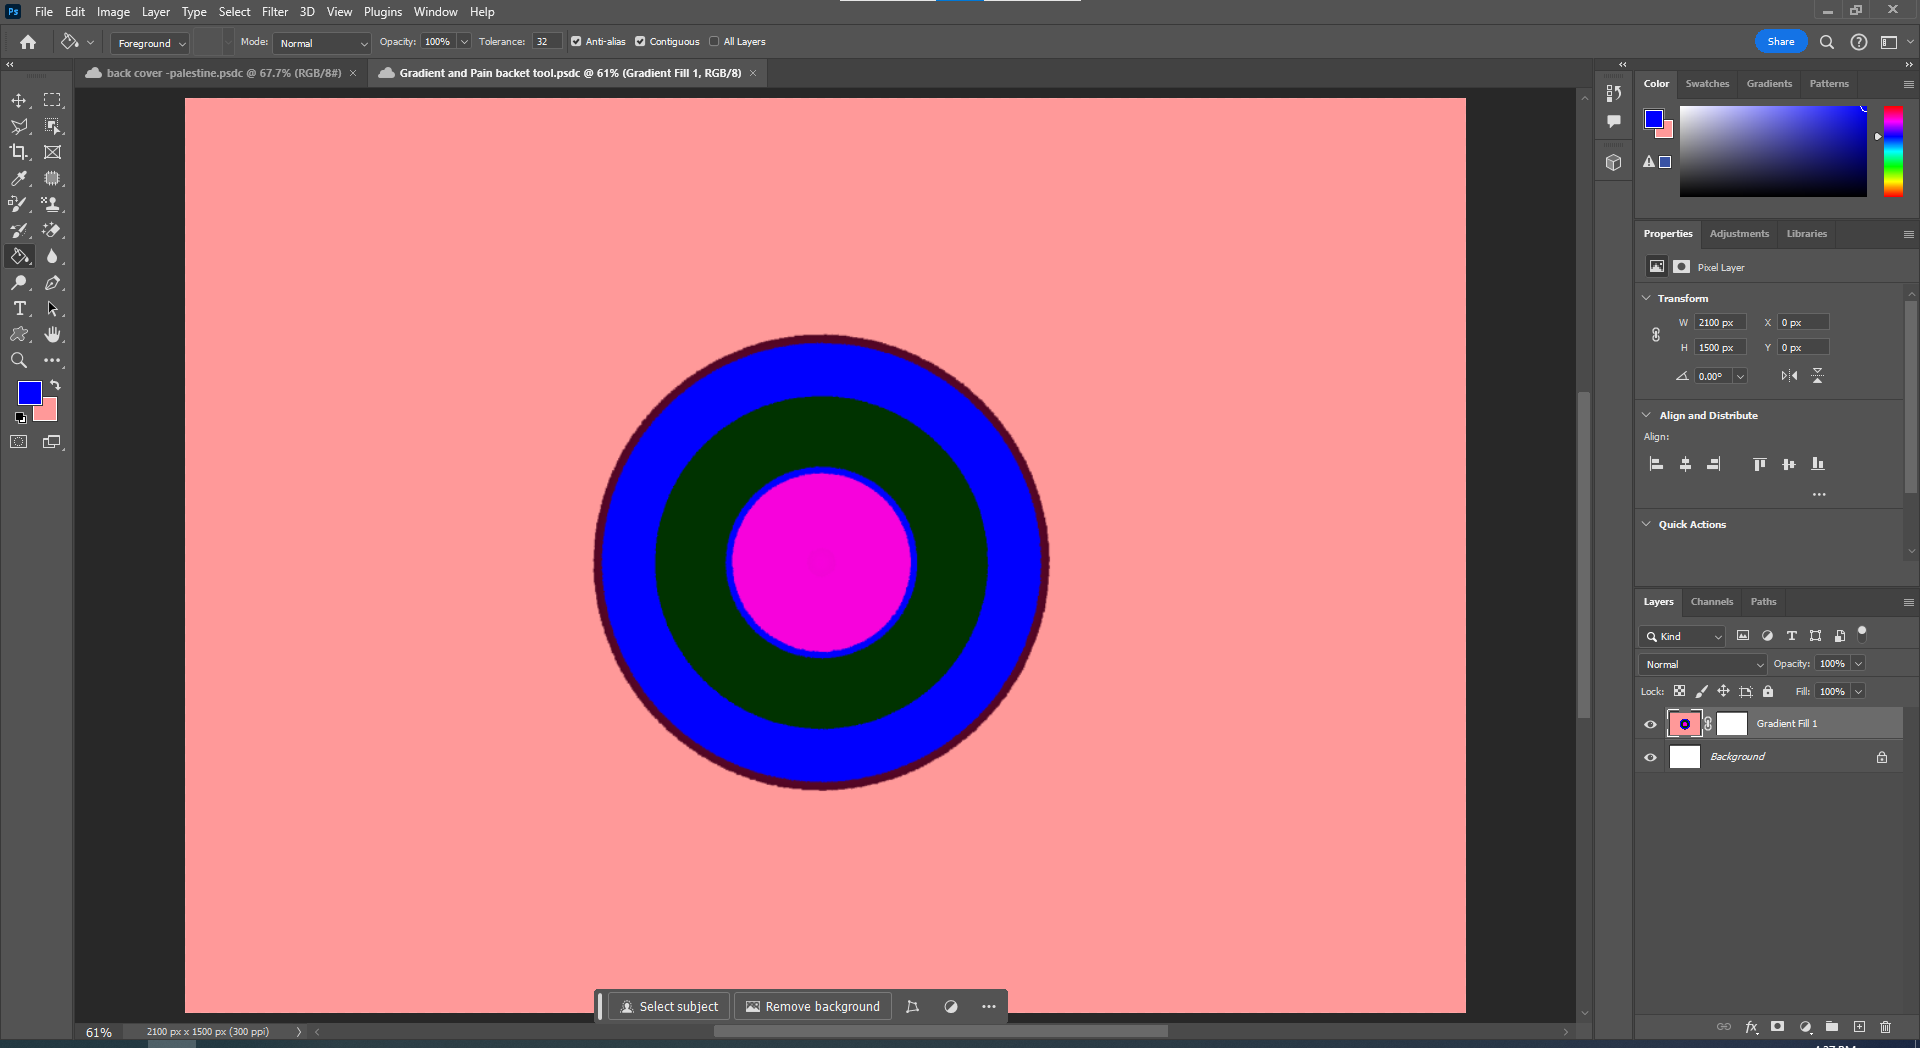 Ps File Edit Image Layer Type Select Filter 3D View Plugins Window Help
Foreground Mode: Normal Opacity: 100% Tolerance: 32 Anti-alias Contiguous All Layers Share
back cover -palestine.psdc @ 67.7% (RGB/8#) Gradient and Pain backet tool.psdc @ 61% (Gradient Fill 1, RGB/8)
Color Swatches Gradients Patterns
Properties Adjustments Libraries
Pixel Layer
Transform
W 2100 px X 0 px
H 1500 px Y 0 px
0.00°
Align and Distribute
Align:
Quick Actions
Layers Channels Paths
Kind
Normal Opacity: 100%
Lock: Fill: 100%
Gradient Fill 1
Background
Select subject Remove background
61% 2100 px x 1500 px (300 ppi)